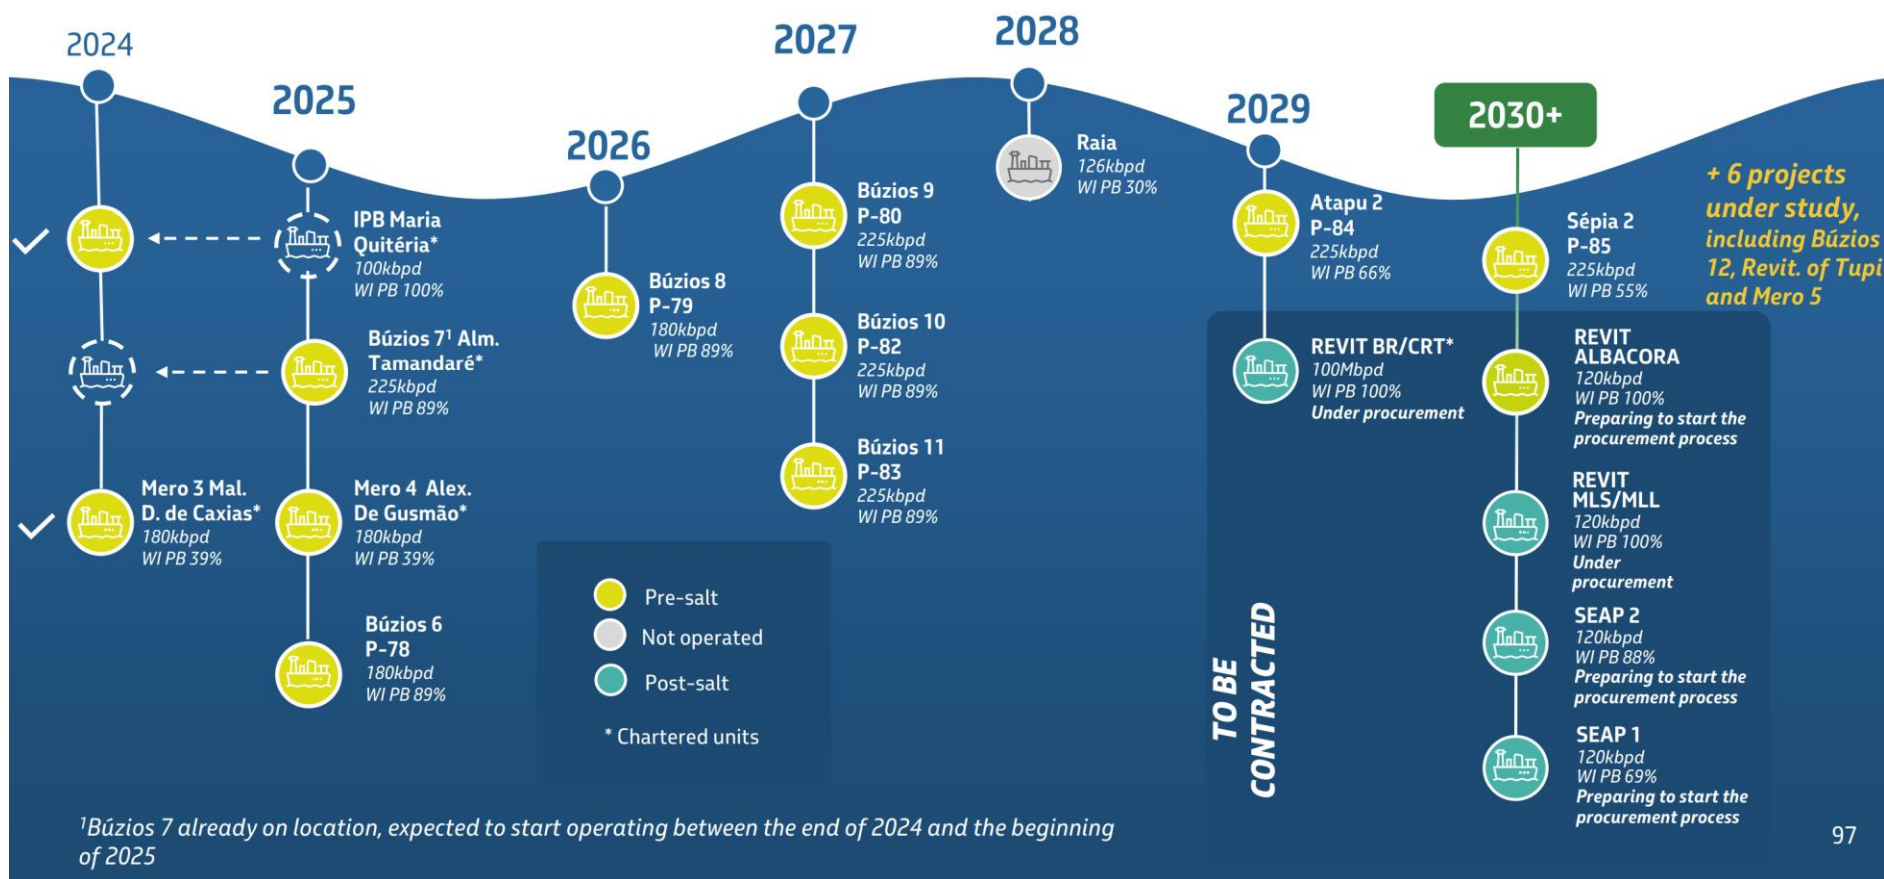 2024
2025
IPB Maria
Quitéria*
100kbpd
WI PB 100%
Búzios 7¹ Alm.
Tamandaré*
225kbpd
WI PB 89%
Mero 3 Mal.
D. de Caxias*
180kbpd
WI PB 39%
Mero 4 Alex.
De Gusmão*
180kbpd
WI PB 39%
Búzios 6
P-78
180kbpd
WI PB 89%
2026
Búzios 8
P-79
180kbpd
WI PB 89%
2027
Búzios 9
P-80
225kbpd
WI PB 89%
Búzios 10
P-82
225kbpd
WI PB 89%
Búzios 11
P-83
225kbpd
WI PB 89%
2028
Raia
126kbpd
WI PB 30%
2029
Atapu 2
P-84
225kbpd
WI PB 66%
REVIT BR/CRT*
100Mbpd
WI PB 100%
Under procurement
2030+
Sépia 2
P-85
225kbpd
WI PB 55%
REVIT
ALBACORA
120kbpd
WI PB 100%
Preparing to start the
procurement process
REVIT
MLS/MLL
120kbpd
WI PB 100%
Under
procurement
SEAP 2
120kbpd
WI PB 88%
Preparing to start the
procurement process
SEAP 1
120kbpd
WI PB 69%
Preparing to start the
procurement process
+ 6 projects
under study,
including Búzios
12, Revit. of Tupi
and Mero 5
TO BE
CONTRACTED
Pre-salt
Not operated
Post-salt
* Chartered units
¹Búzios 7 already on location, expected to start operating between the end of 2024 and the beginning
of 2025
97